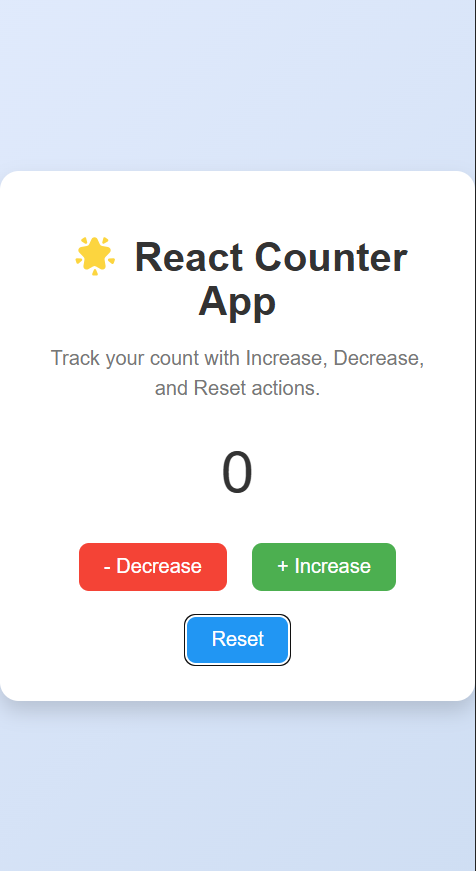 🌟 React Counter
App
Track your count with Increase, Decrease,
and Reset actions.
0
- Decrease
+ Increase
Reset